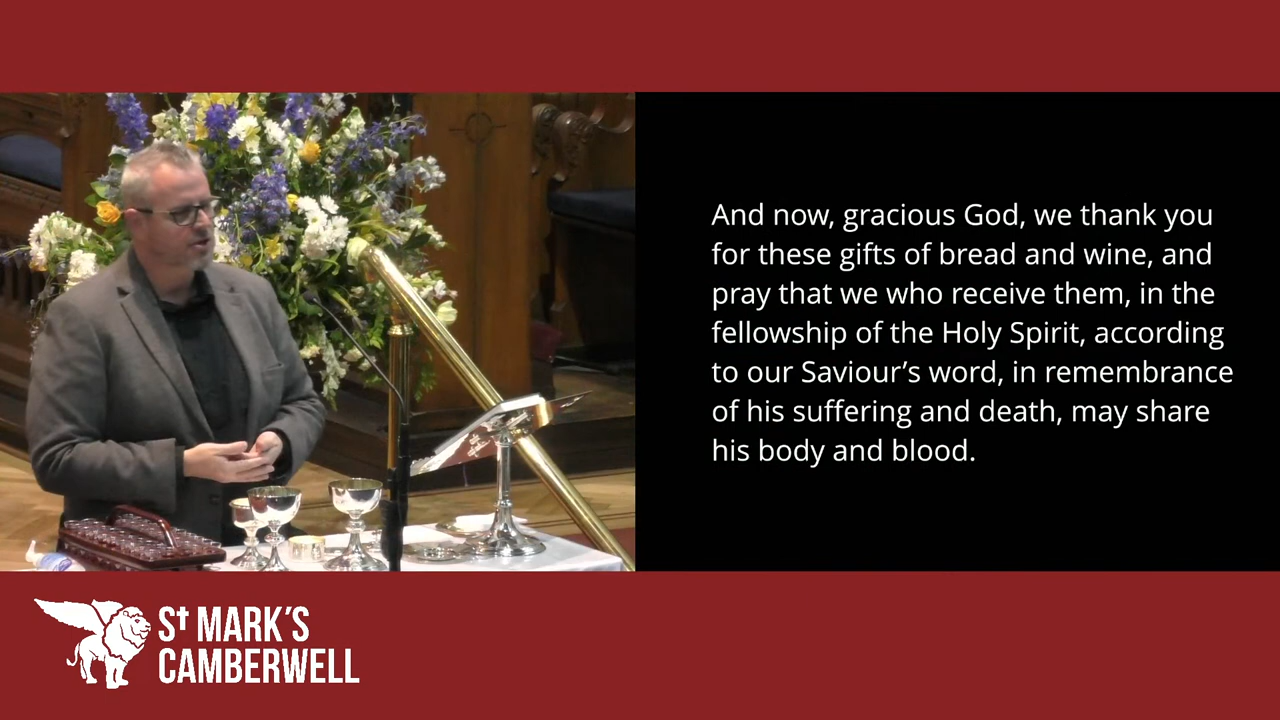 And now, gracious God, we thank you
for these gifts of bread and wine, and
pray that we who receive them, in the
fellowship of the Holy Spirit, according
to our Saviour’s word, in remembrance
of his suffering and death, may share
his body and blood.
St MARK'S
CAMBERWELL